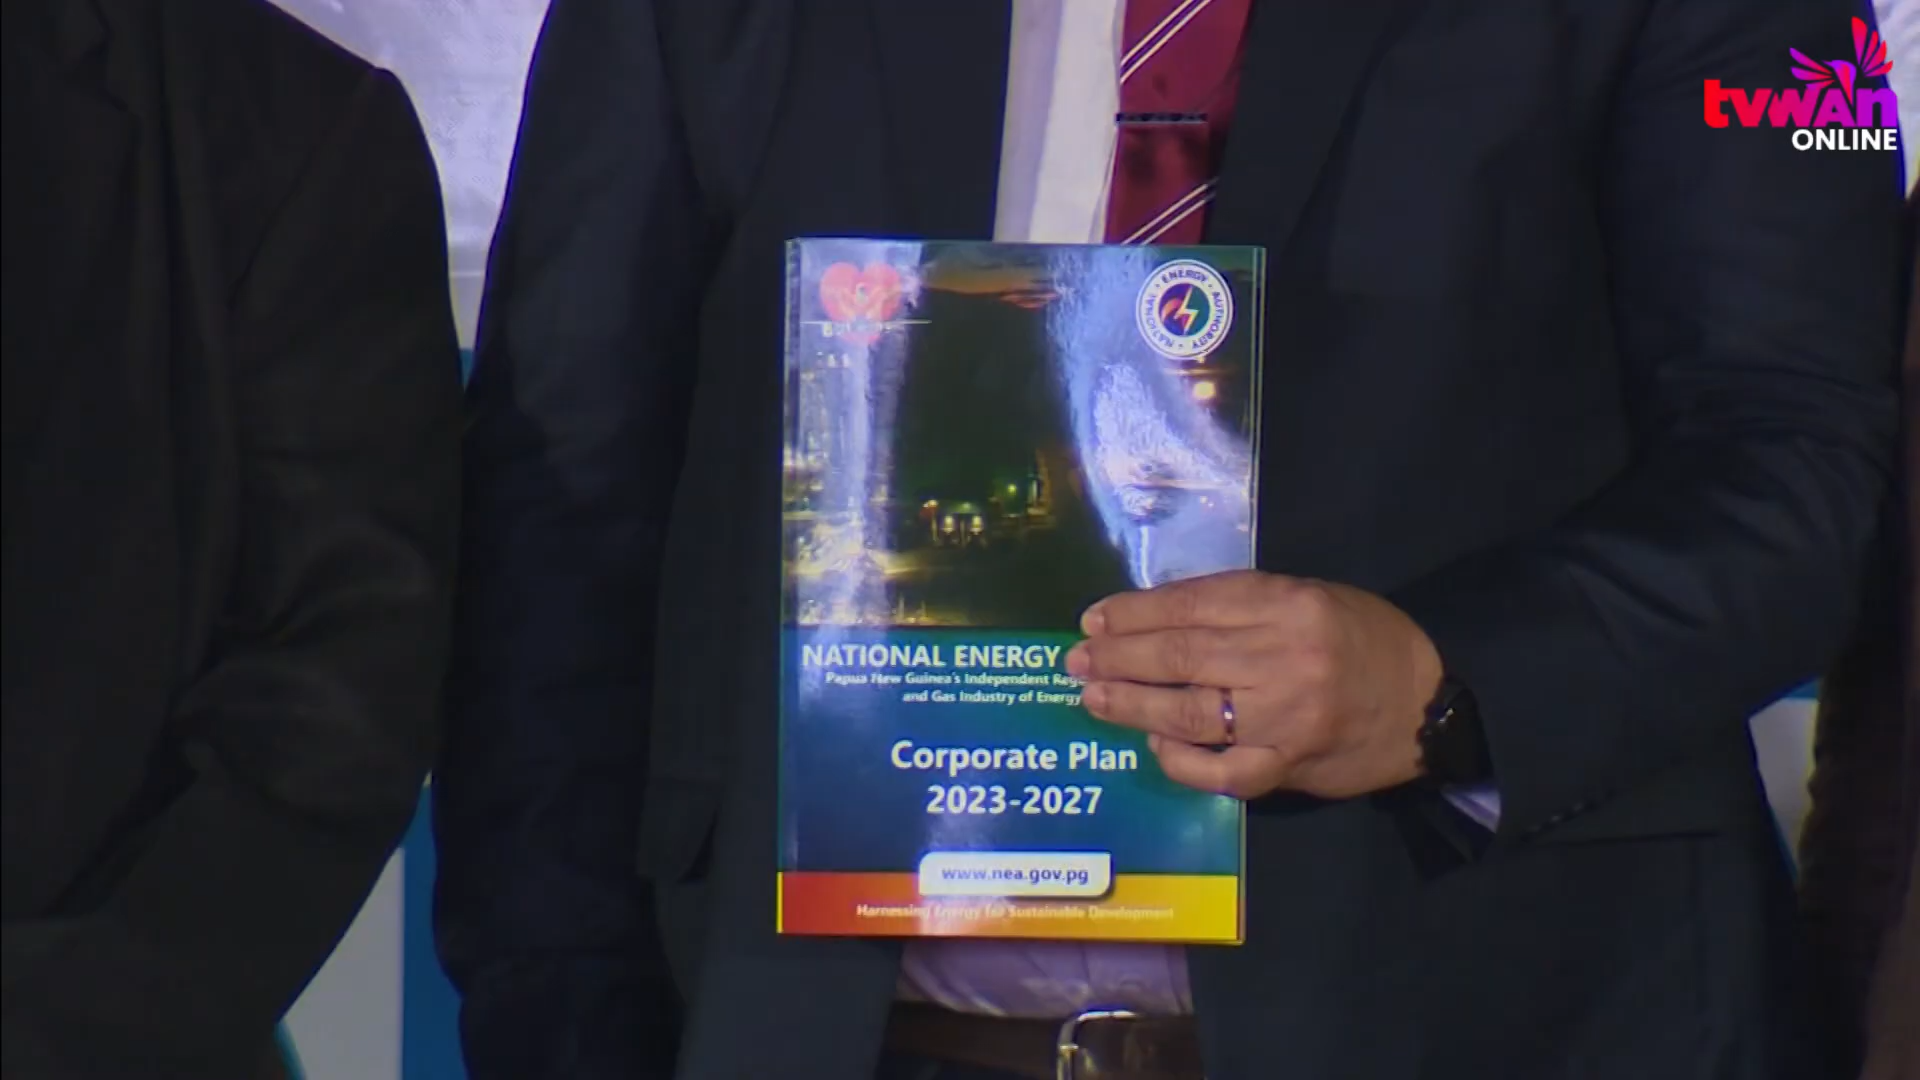 tvwan
ONLINE
NATIONAL ENERGY AUTHORITY
NATIONAL ENERGY
Papua New Guinea's Independent
and Gas Industry of Energy
Corporate Plan
2023-2027
www.nea.gov.pg
Harnessing Energy for Sustainable Development